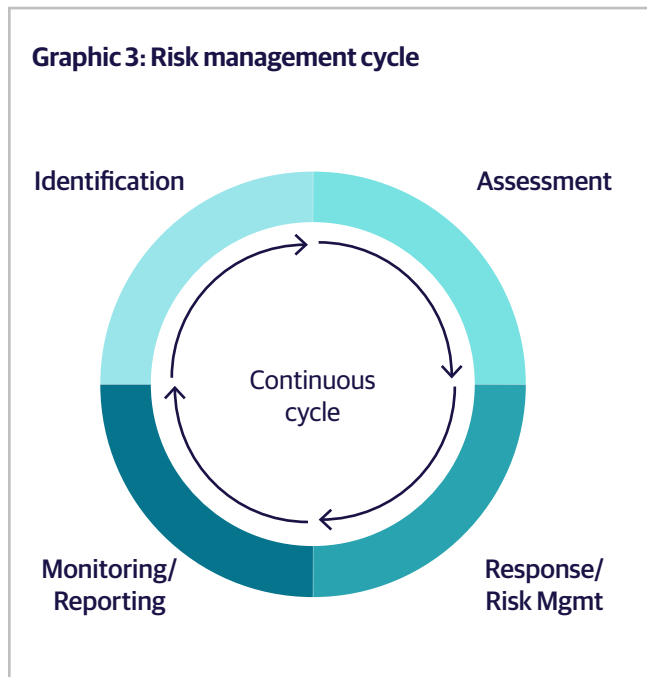 Graphic 3: Risk management cycle
Identification
Assessment
Continuous
cycle
Monitoring/
Reporting
Response/
Risk Mgmt